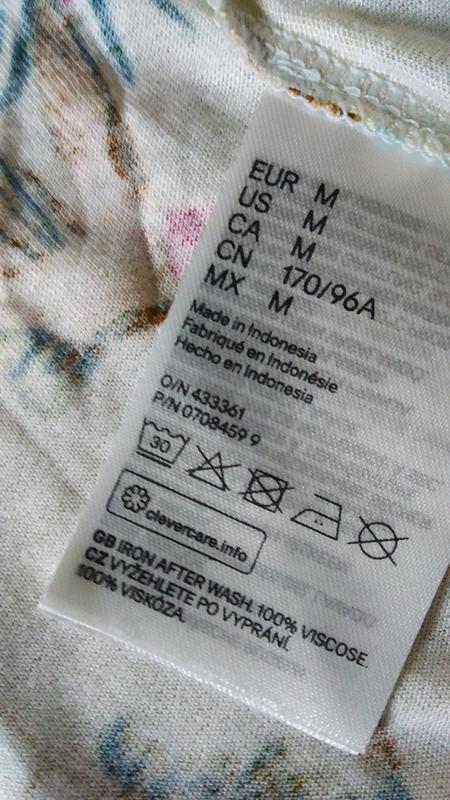 EUR M
US M
CA M
CN 170/96A
MX M
Made in Indonesia
Fabriqué en Indonésie
Hecho en Indonesia
O/N 433361
P/N 0708459 9
30
clevercare.info
GB IRON AFTER WASH. 100% VISCOSE.
CZ VYŽEHLETE PO VYPRÁNÍ.
100% VISKÓZA.